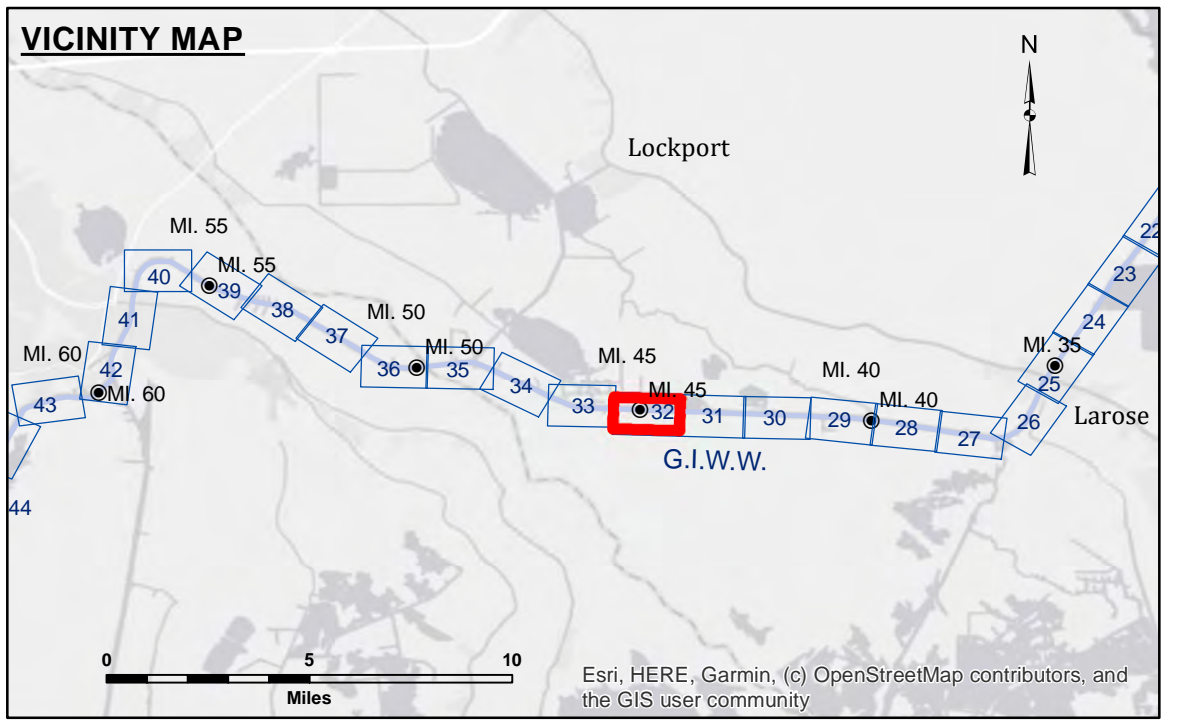 VICINITY MAP
N
Lockport
MI. 55
MI. 55
40
39
38
41
MI. 50
37
MI. 50
36
35
MI. 60
42
MI. 60
43
44
MI. 45
34
MI. 45
33
32
31
30
MI. 40
MI. 40
29
28
27
22
23
24
MI. 35
25
26
Larose
G.I.W.W.
0 5 10
Miles
Esri, HERE, Garmin, (c) OpenStreetMap contributors, and
the GIS user community